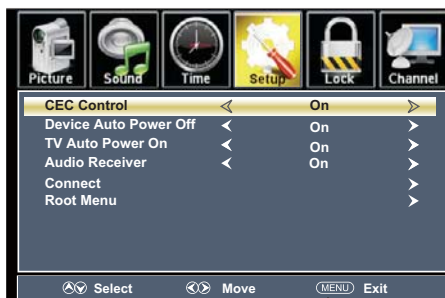 Picture Sound Time Setup Lock Channel
CEC Control On
Device Auto Power Off On
TV Auto Power On On
Audio Receiver On
Connect
Root Menu
Select Move MENU Exit